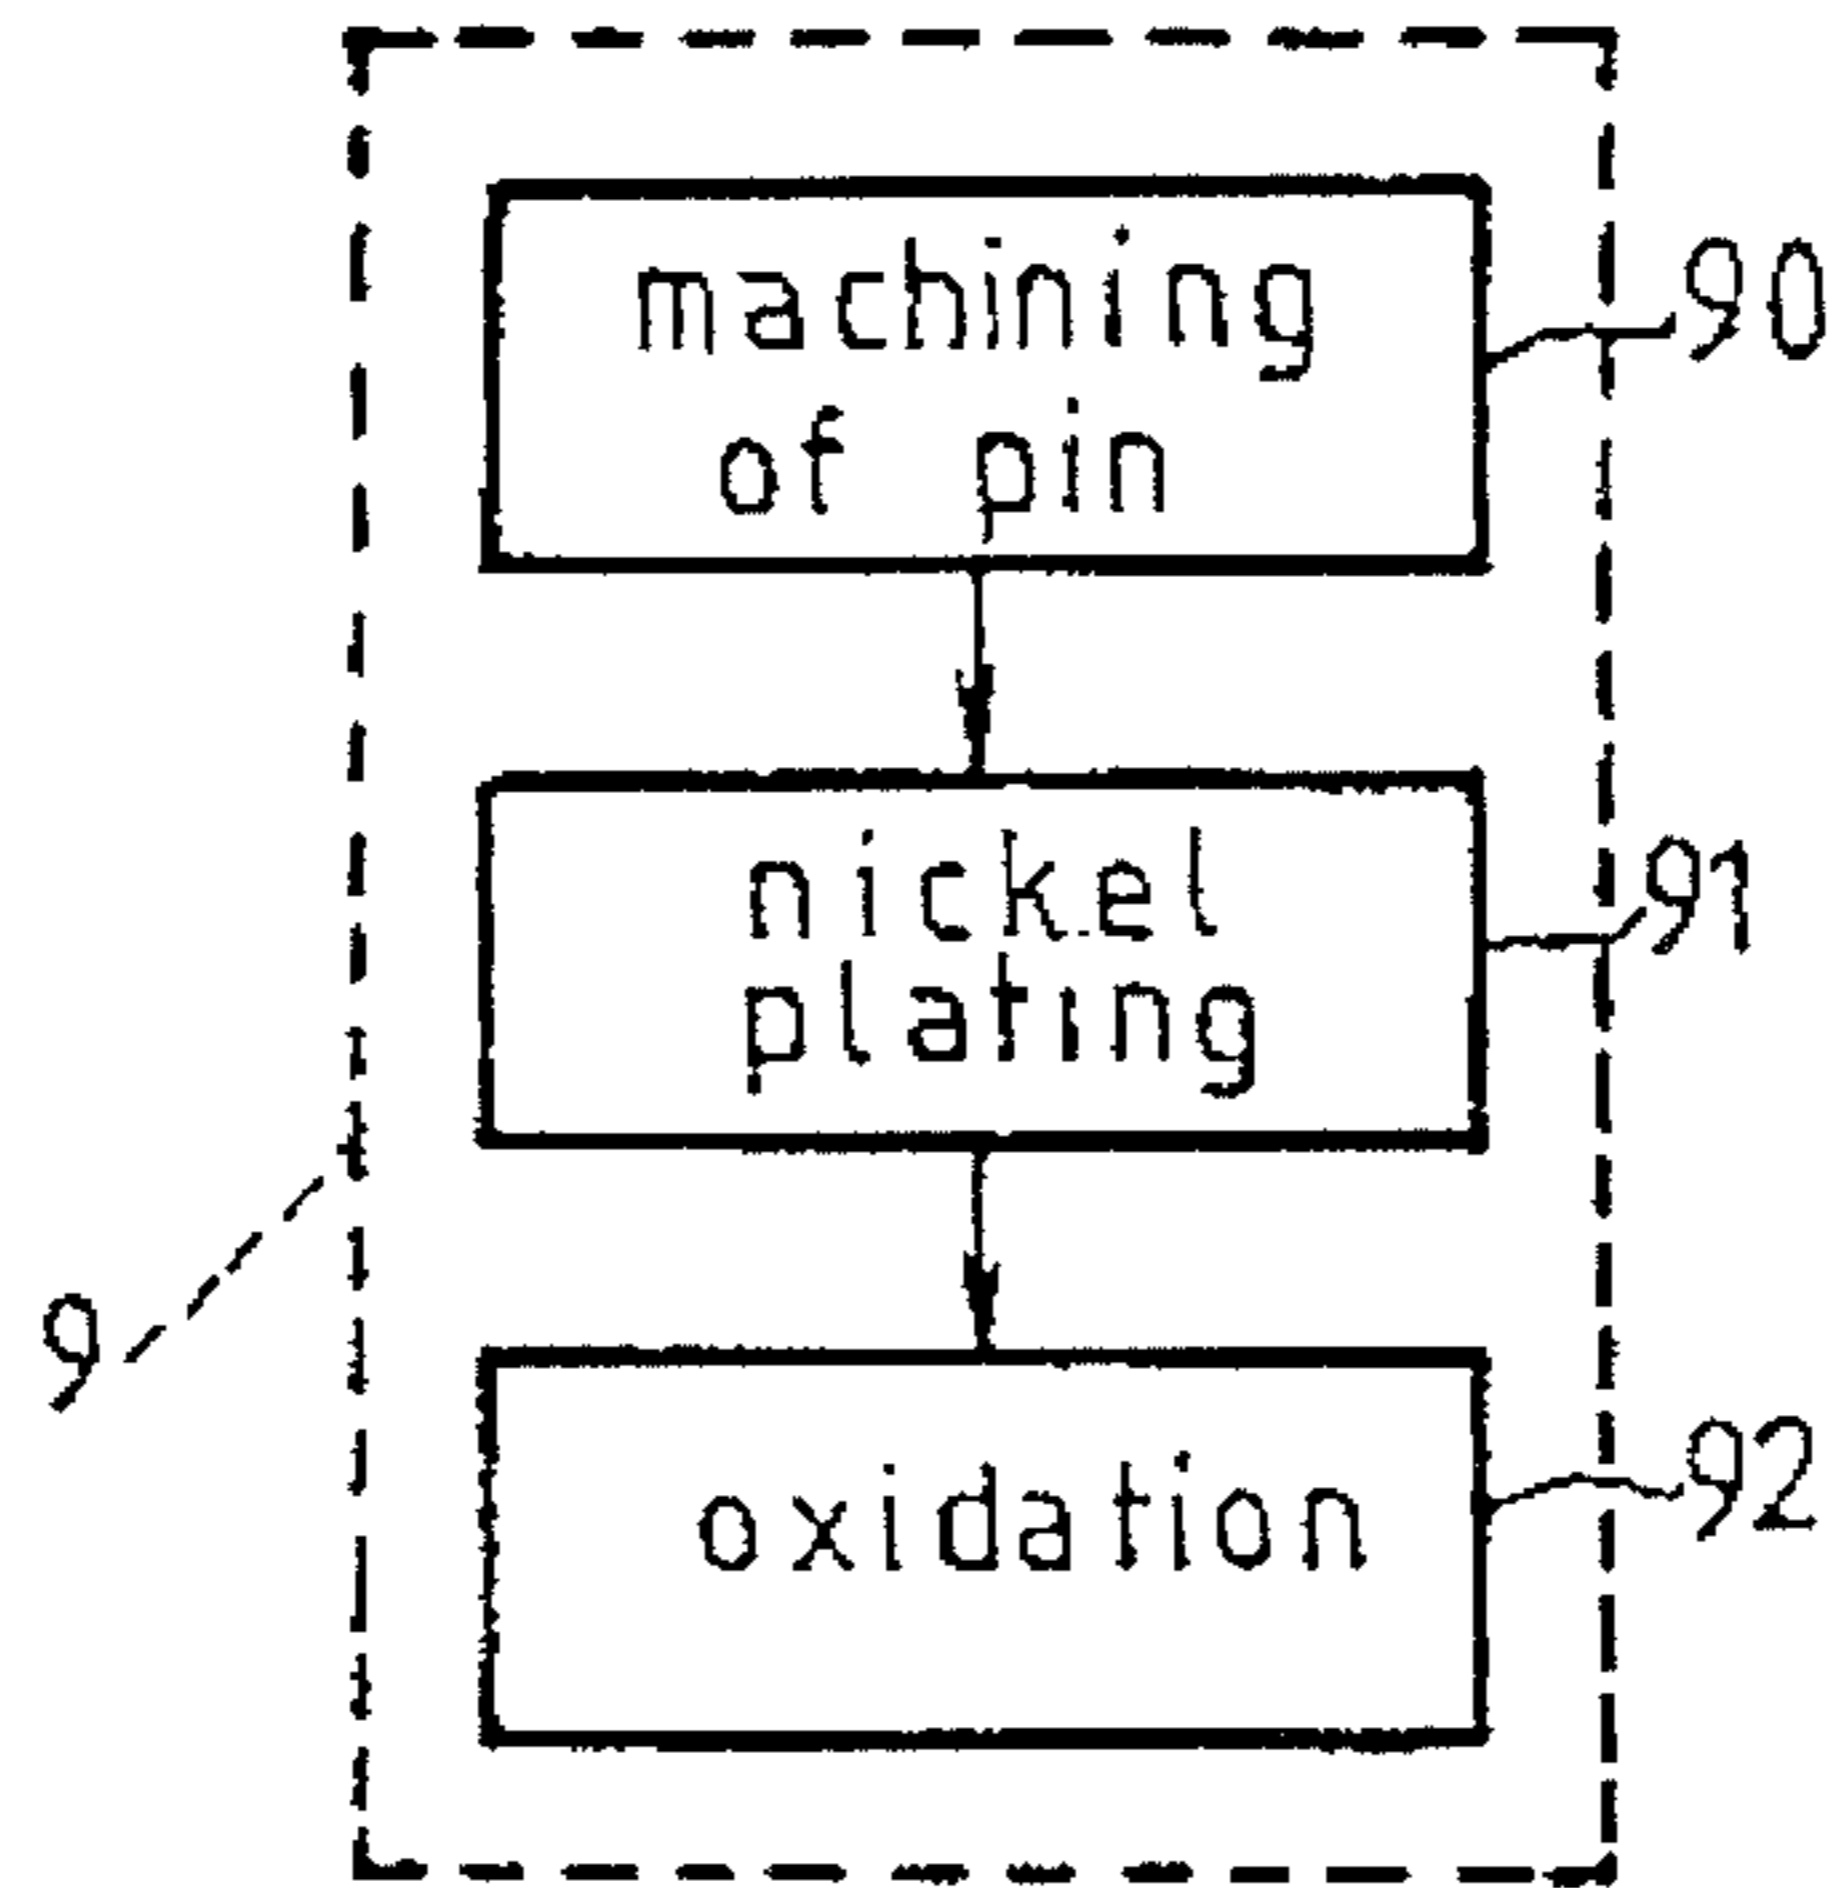 machining
of pin
90
nickel
plating
91
9
oxidation
92